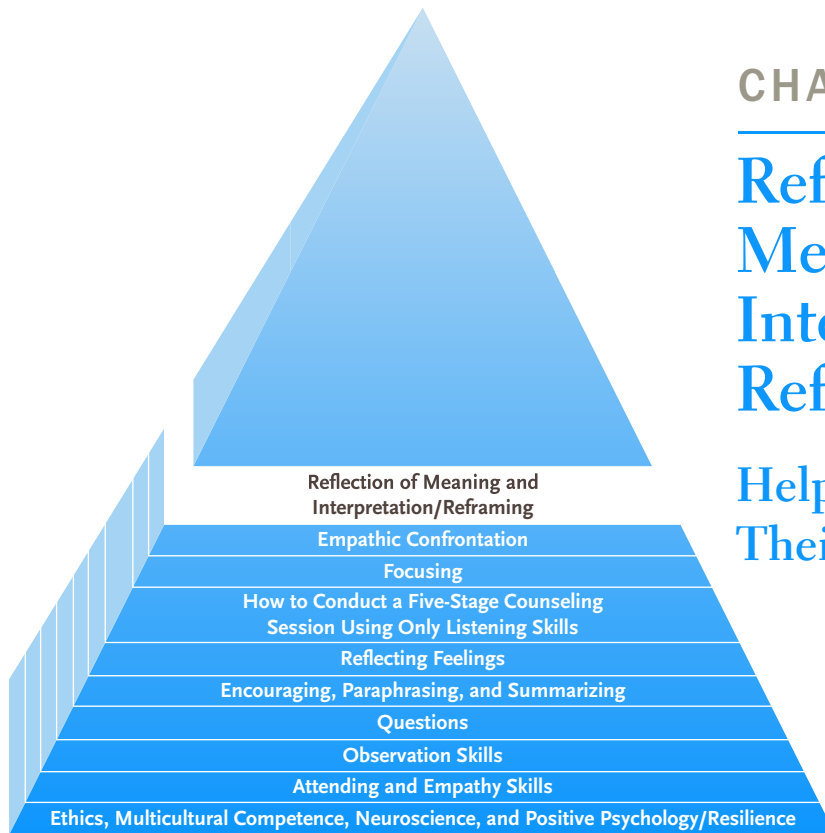 CHA
Ref
Me
Inte
Ref
Help
Thei
Reflection of Meaning and
Interpretation/Reframing
Empathic Confrontation
Focusing
How to Conduct a Five-Stage Counseling
Session Using Only Listening Skills
Reflecting Feelings
Encouraging, Paraphrasing, and Summarizing
Questions
Observation Skills
Attending and Empathy Skills
Ethics, Multicultural Competence, Neuroscience, and Positive Psychology/Resilience